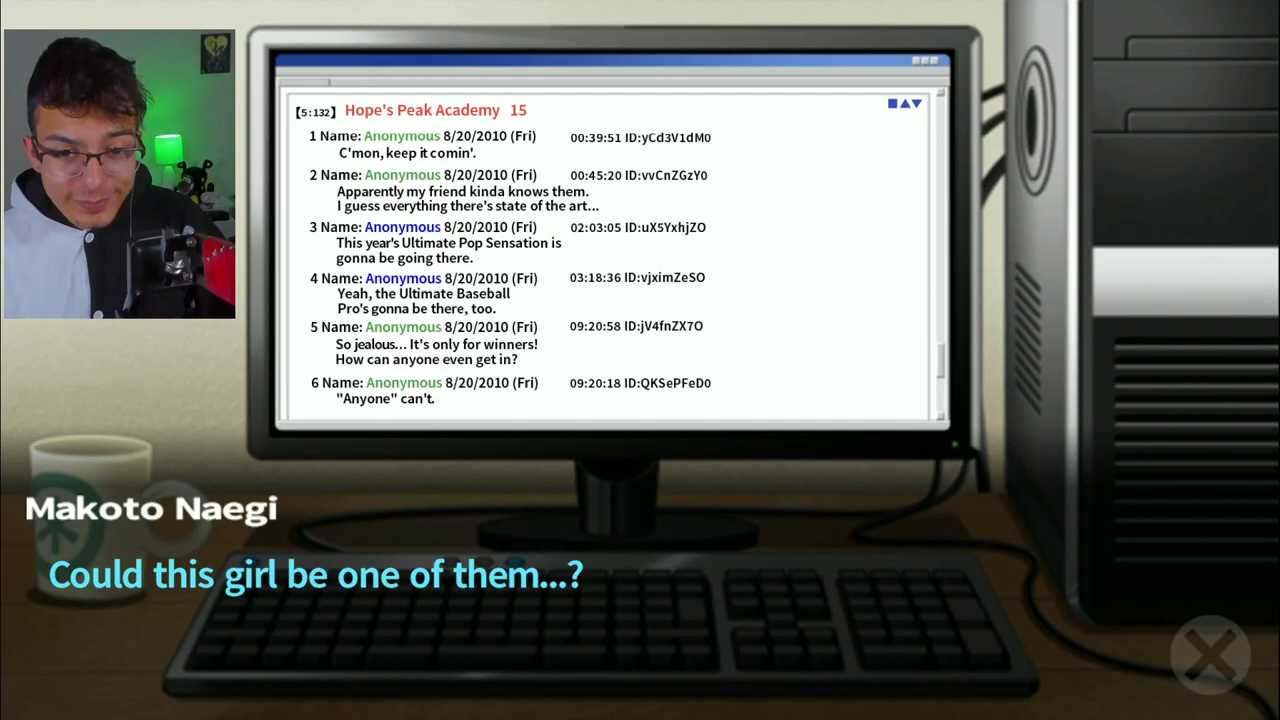 【5:132】 Hope's Peak Academy 15
1 Name: Anonymous 8/20/2010 (Fri) 00:39:51 ID:yCd3V1dM0
C'mon, keep it comin'.
2 Name: Anonymous 8/20/2010 (Fri) 00:45:20 ID:vvCnZGzY0
Apparently my friend kinda knows them.
I guess everything there's state of the art...
3 Name: Anonymous 8/20/2010 (Fri) 02:03:05 ID:uX5YxhjZO
This year's Ultimate Pop Sensation is
gonna be going there.
4 Name: Anonymous 8/20/2010 (Fri) 03:18:36 ID:vjximZeSO
Yeah, the Ultimate Baseball
Pro's gonna be there, too.
5 Name: Anonymous 8/20/2010 (Fri) 09:20:58 ID:jV4fnZX7O
So jealous... It's only for winners!
How can anyone even get in?
6 Name: Anonymous 8/20/2010 (Fri) 09:20:18 ID:QKSePFeD0
"Anyone" can't.
Makoto Naegi
Could this girl be one of them...?